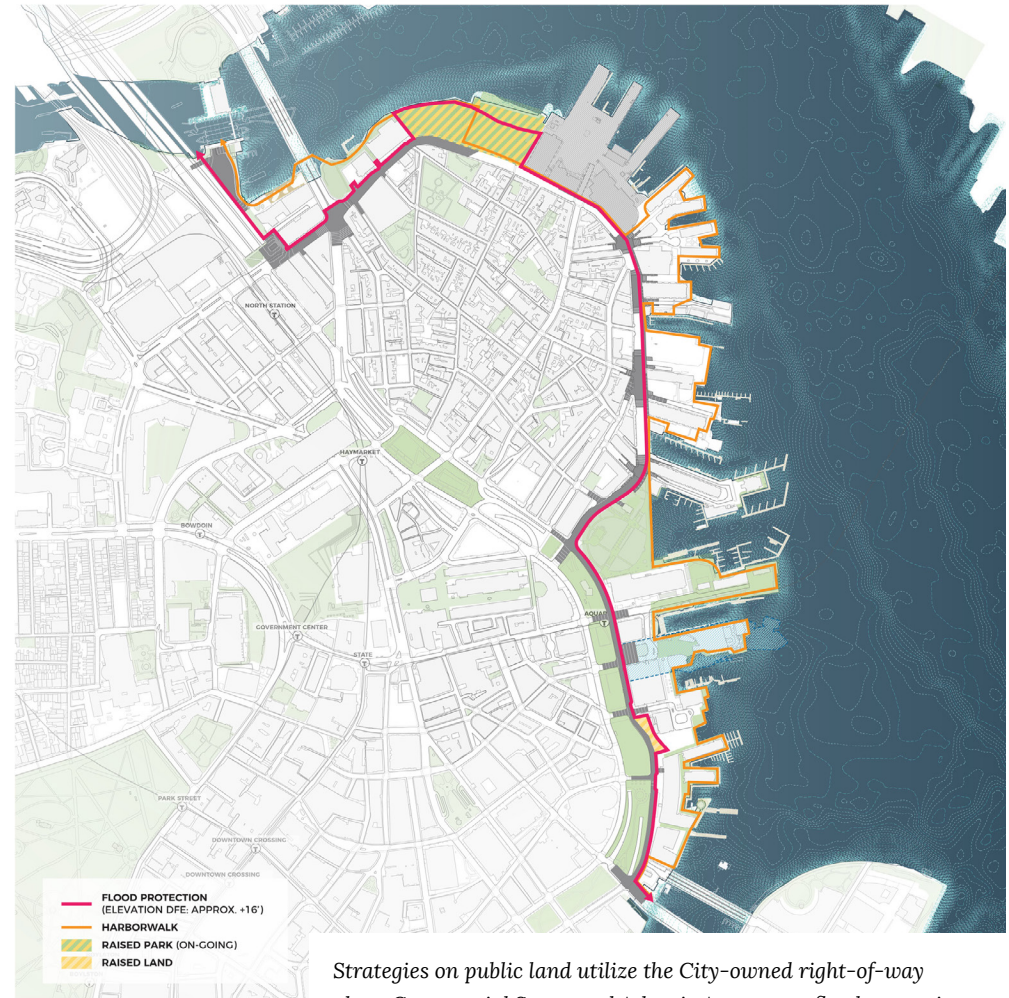 NORTH STATION
T
HAYMARKET
T
BOWDOIN
T
AQUAR
T
GOVERNMENT CENTER
T
STATE
T
PARK STREET
T
DOWNTOWN CROSSING
T
DOWNTOWN CROSSING
FLOOD PROTECTION
(ELEVATION DFE: APPROX. +16')
HARBORWALK
RAISED PARK (ON-GOING)
RAISED LAND
Strategies on public land utilize the City-owned right-of-way